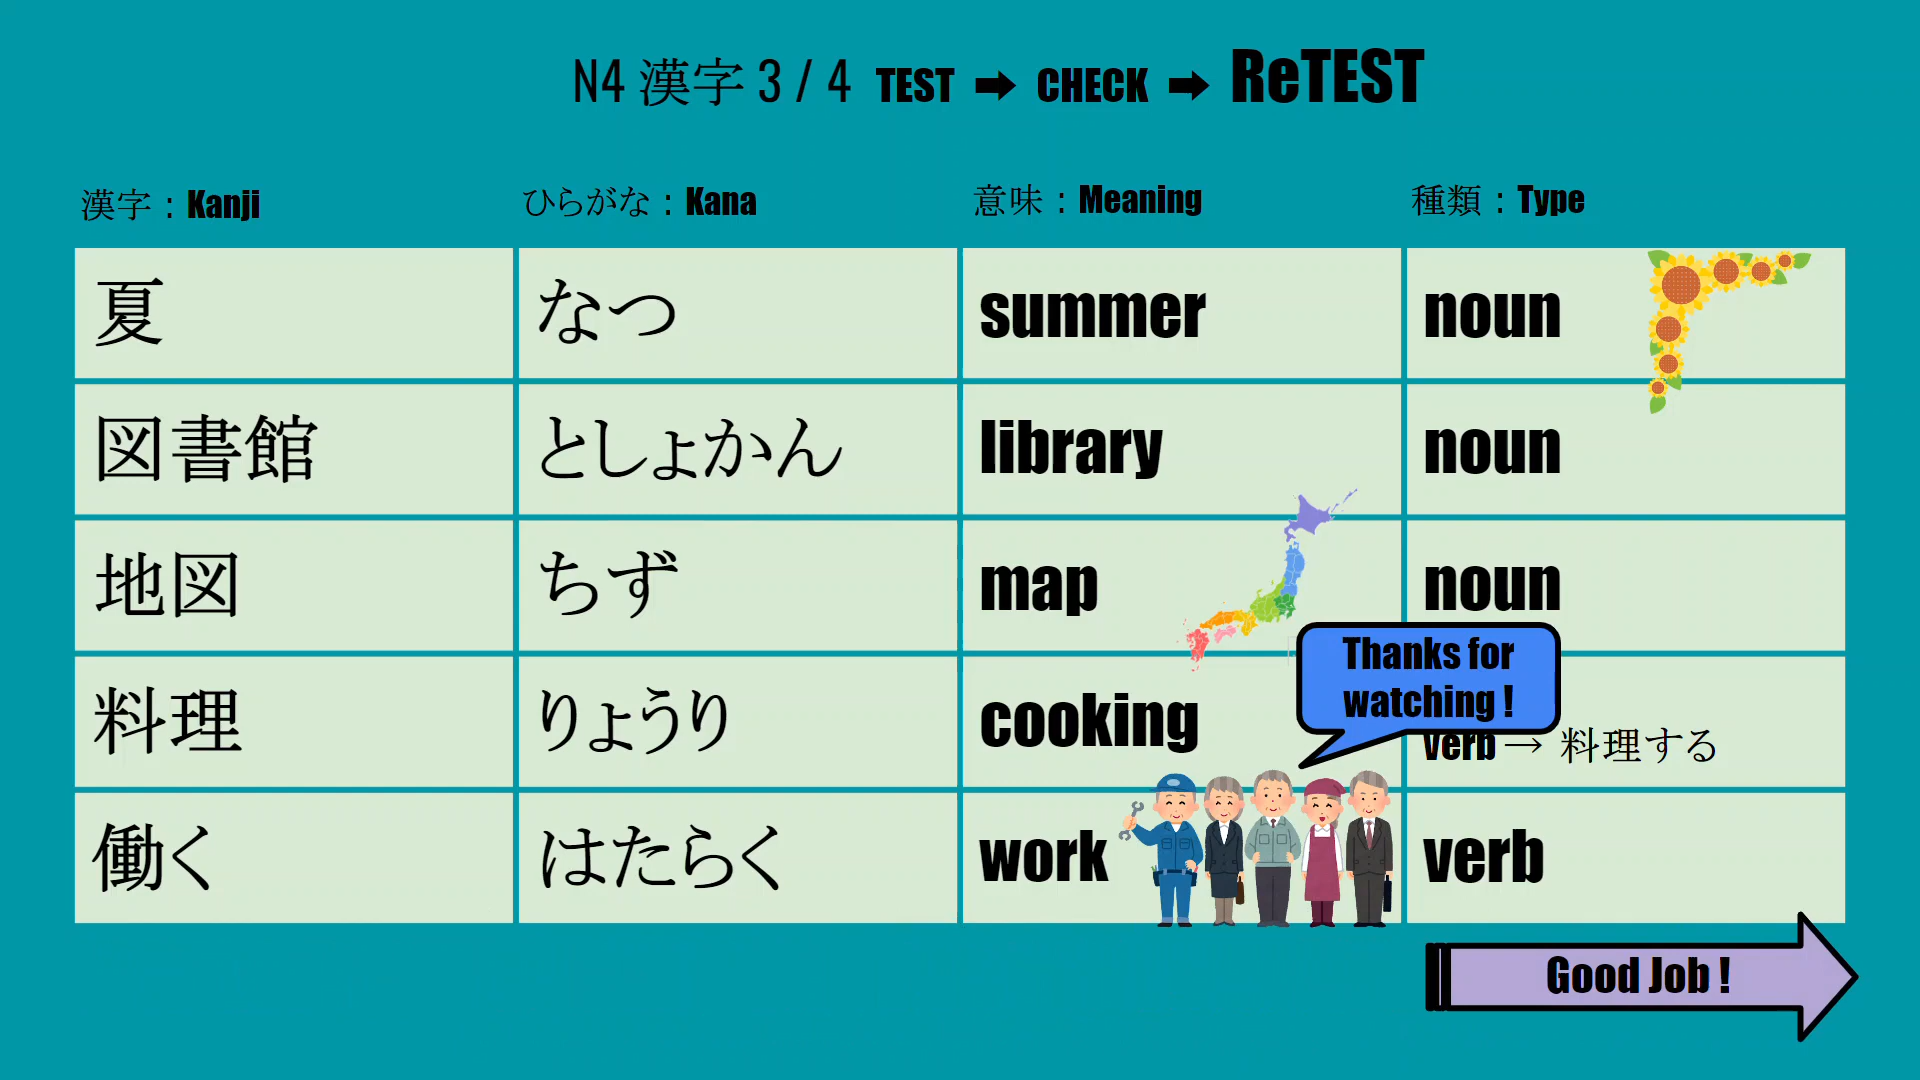 N4 漢字 3 / 4 TEST ➡ CHECK ➡ ReTEST
漢字：Kanji ひらがな：Kana 意味：Meaning 種類：Type
夏 なつ summer noun
図書館 としょかん library noun
地図 ちず map noun
Thanks for
watching !
料理 りょうり cooking verb → 料理する
働く はたらく work verb
Good Job !